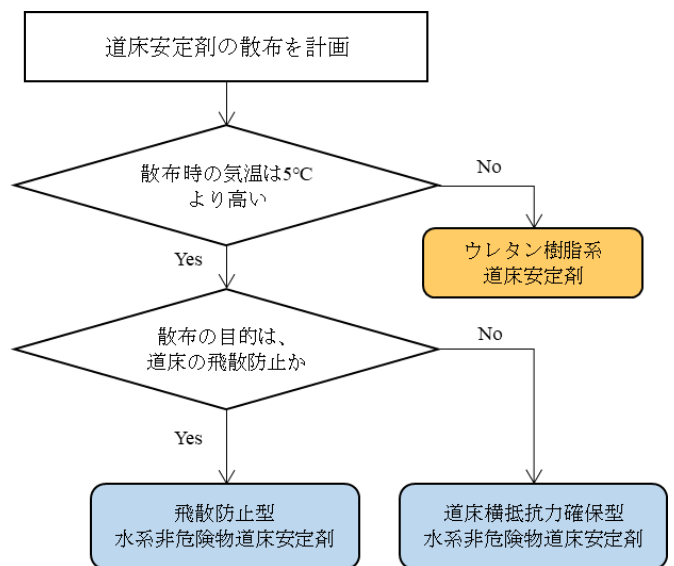 道床安定剤の散布を計画
散布時の気温は5℃
より高い
No
ウレタン樹脂系
道床安定剤
Yes
散布の目的は、
道床の飛散防止か
No
Yes
飛散防止型
水系非危険物道床安定剤
道床横抵抗力確保型
水系非危険物道床安定剤